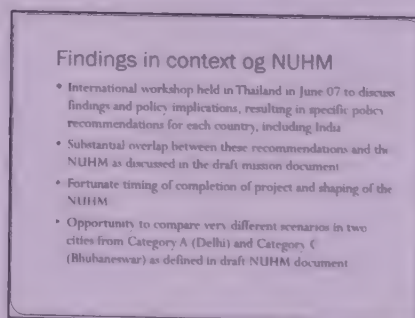 Findings in context og NUHM
• International workshop held in Thailand in June 07 to discuss
findings and policy implications, resulting in specific policy
recommendations for each country, including India
• Substantial overlap between these recommendations and the
NUHM as discussed in the draft mission document
• Fortunate timing of completion of project and shaping of the
NUHM
• Opportunity to compare very different scenarios in two
cities from Category A (Delhi) and Category C
(Bhubaneswar) as defined in draft NUHM document